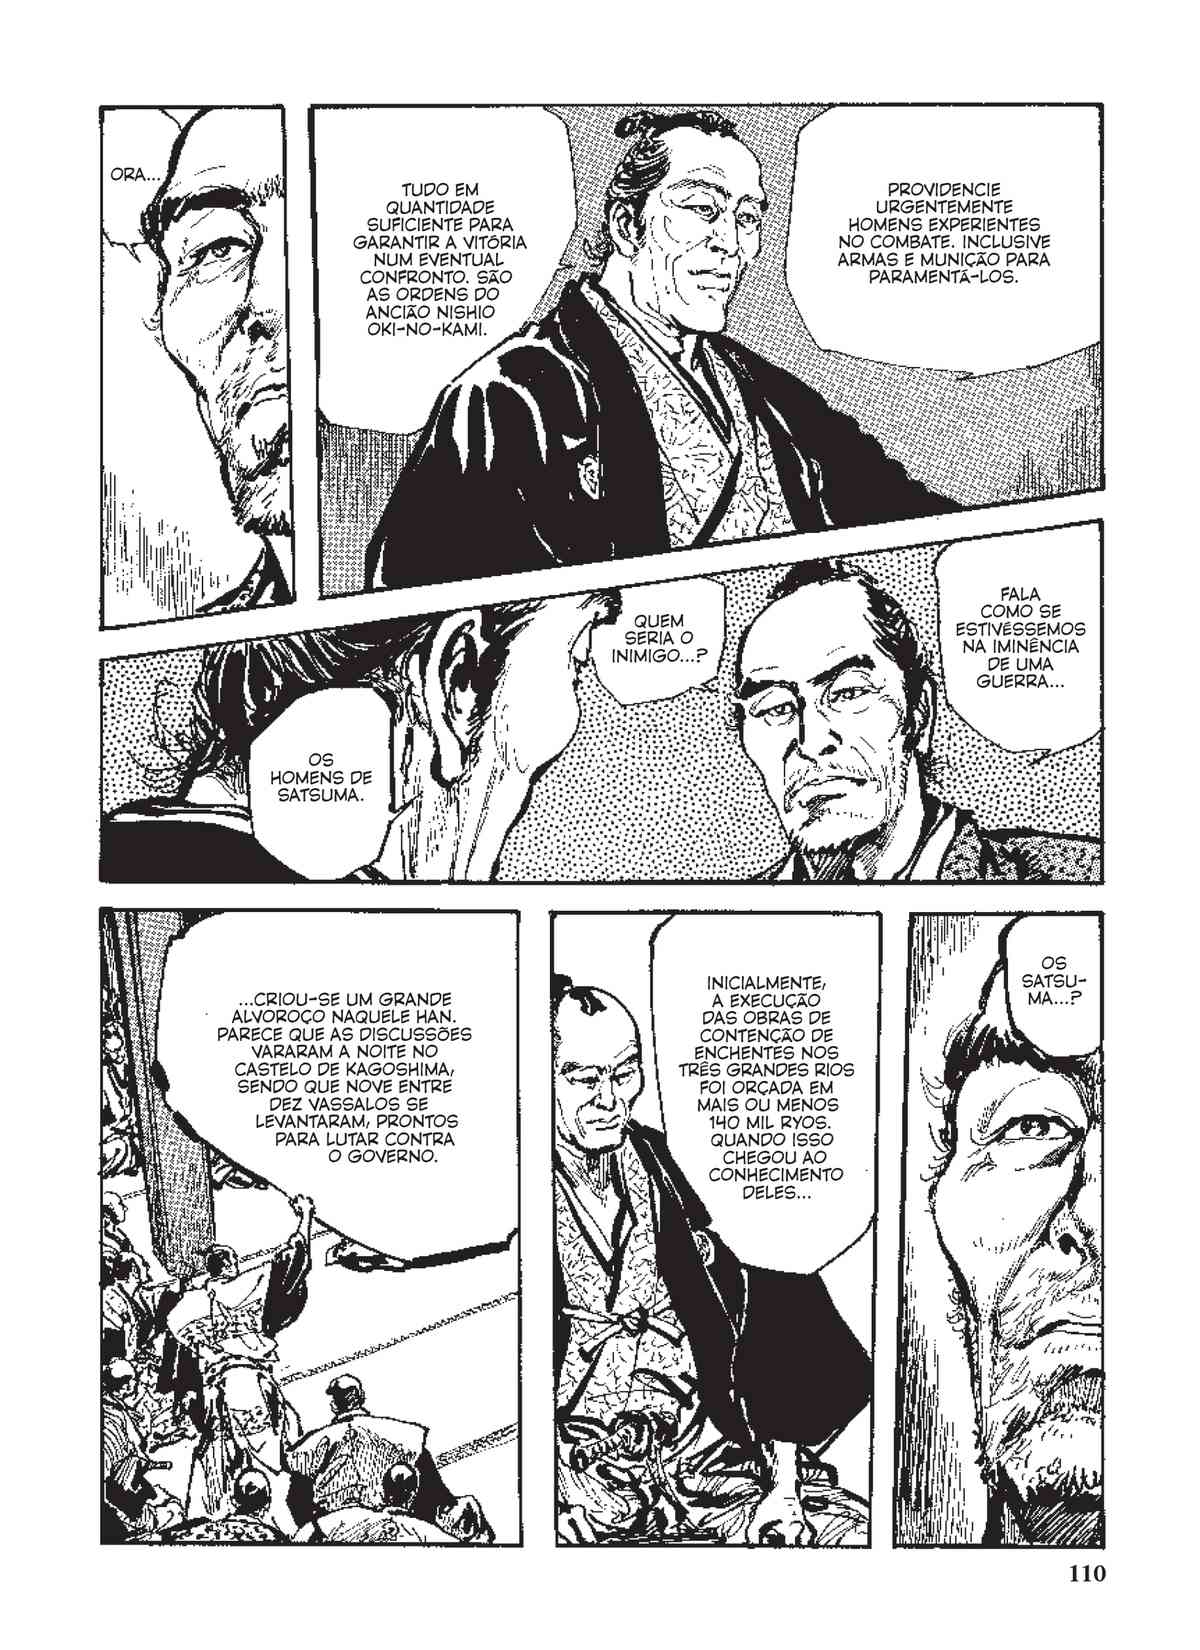 PROVIDENCIE
URGENTEMENTE
HOMENS EXPERIENTES
NO COMBATE. INCLUSIVE
ARMAS E MUNIÇÃO PARA
PARAMENTÁ-LOS.
TUDO EM
QUANTIDADE
SUFICIENTE PARA
GARANTIR A VITÓRIA
NUM EVENTUAL
CONFRONTO. SÃO
AS ORDENS DO
ANCIÃO NISHIO
OKI-NO-KAMI.
ORA...
FALA
COMO SE
ESTIVÉSSEMOS
NA IMINÊNCIA
DE UMA
GUERRA...
QUEM
SERIA O
INIMIGO...?
OS
HOMENS DE
SATSUMA.
OS
SATSU-
MA...?
INICIALMENTE,
A EXECUÇÃO
DAS OBRAS DE
CONTENÇÃO DE
ENCHENTES NOS
TRÊS GRANDES RIOS
FOI ORÇADA EM
MAIS OU MENOS
140 MIL RYOS.
QUANDO ISSO
CHEGOU AO
CONHECIMENTO
DELES...
...CRIOU-SE UM GRANDE
ALVOROÇO NAQUELE HAN.
PARECE QUE AS DISCUSSÕES
VARARAM A NOITE NO
CASTELO DE KAGOSHIMA,
SENDO QUE NOVE ENTRE
DEZ VASSALOS SE
LEVANTARAM, PRONTOS
PARA LUTAR CONTRA
O GOVERNO.
110